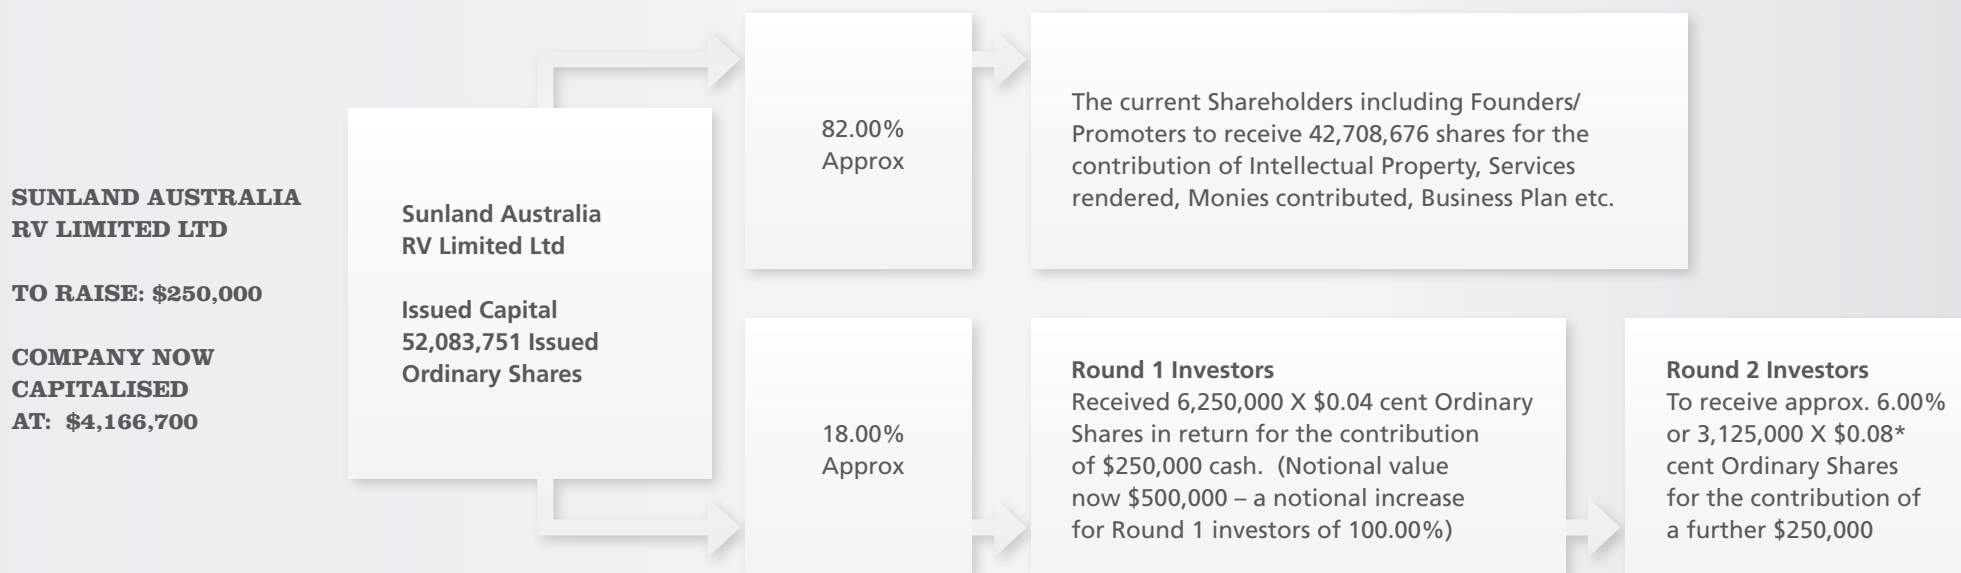 SUNLAND AUSTRALIA
RV LIMITED LTD
TO RAISE: $250,000
COMPANY NOW
CAPITALISED
AT: $4,166,700
Sunland Australia
RV Limited Ltd
Issued Capital
52,083,751 Issued
Ordinary Shares
82.00%
Approx
The current Shareholders including Founders/
Promoters to receive 42,708,676 shares for the
contribution of Intellectual Property, Services
rendered, Monies contributed, Business Plan etc.
18.00%
Approx
Round 1 Investors
Received 6,250,000 X $0.04 cent Ordinary
Shares in return for the contribution
of $250,000 cash. (Notional value
now $500,000 – a notional increase
for Round 1 investors of 100.00%)
Round 2 Investors
To receive approx. 6.00%
or 3,125,000 X $0.08*
cent Ordinary Shares
for the contribution of
a further $250,000